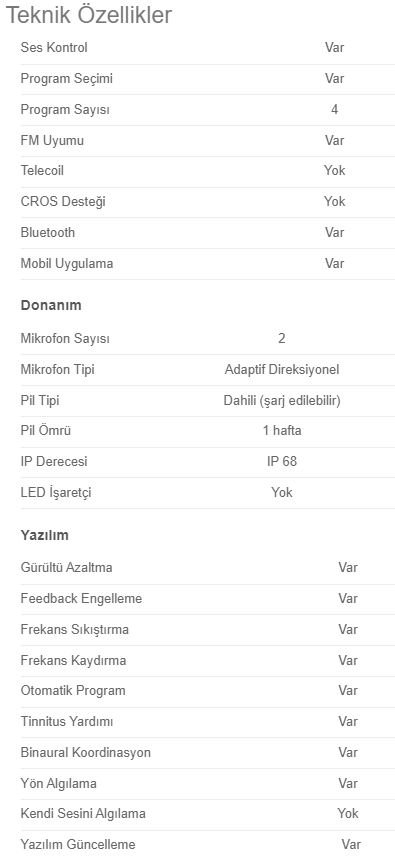 Teknik Özellikler
Ses Kontrol Var
Program Seçimi Var
Program Sayısı 4
FM Uyumu Var
Telecoil Yok
CROS Desteği Yok
Bluetooth Var
Mobil Uygulama Var
Donanım
Mikrofon Sayısı 2
Mikrofon Tipi Adaptif Direksiyonel
Pil Tipi Dahili (şarj edilebilir)
Pil Ömrü 1 hafta
IP Derecesi IP 68
LED İşaretçi Yok
Yazılım
Gürültü Azaltma Var
Feedback Engelleme Var
Frekans Sıkıştırma Var
Frekans Kaydırma Var
Otomatik Program Var
Tinnitus Yardımı Var
Binaural Koordinasyon Var
Yön Algılama Var
Kendi Sesini Algılama Yok
Yazılım Güncelleme Var